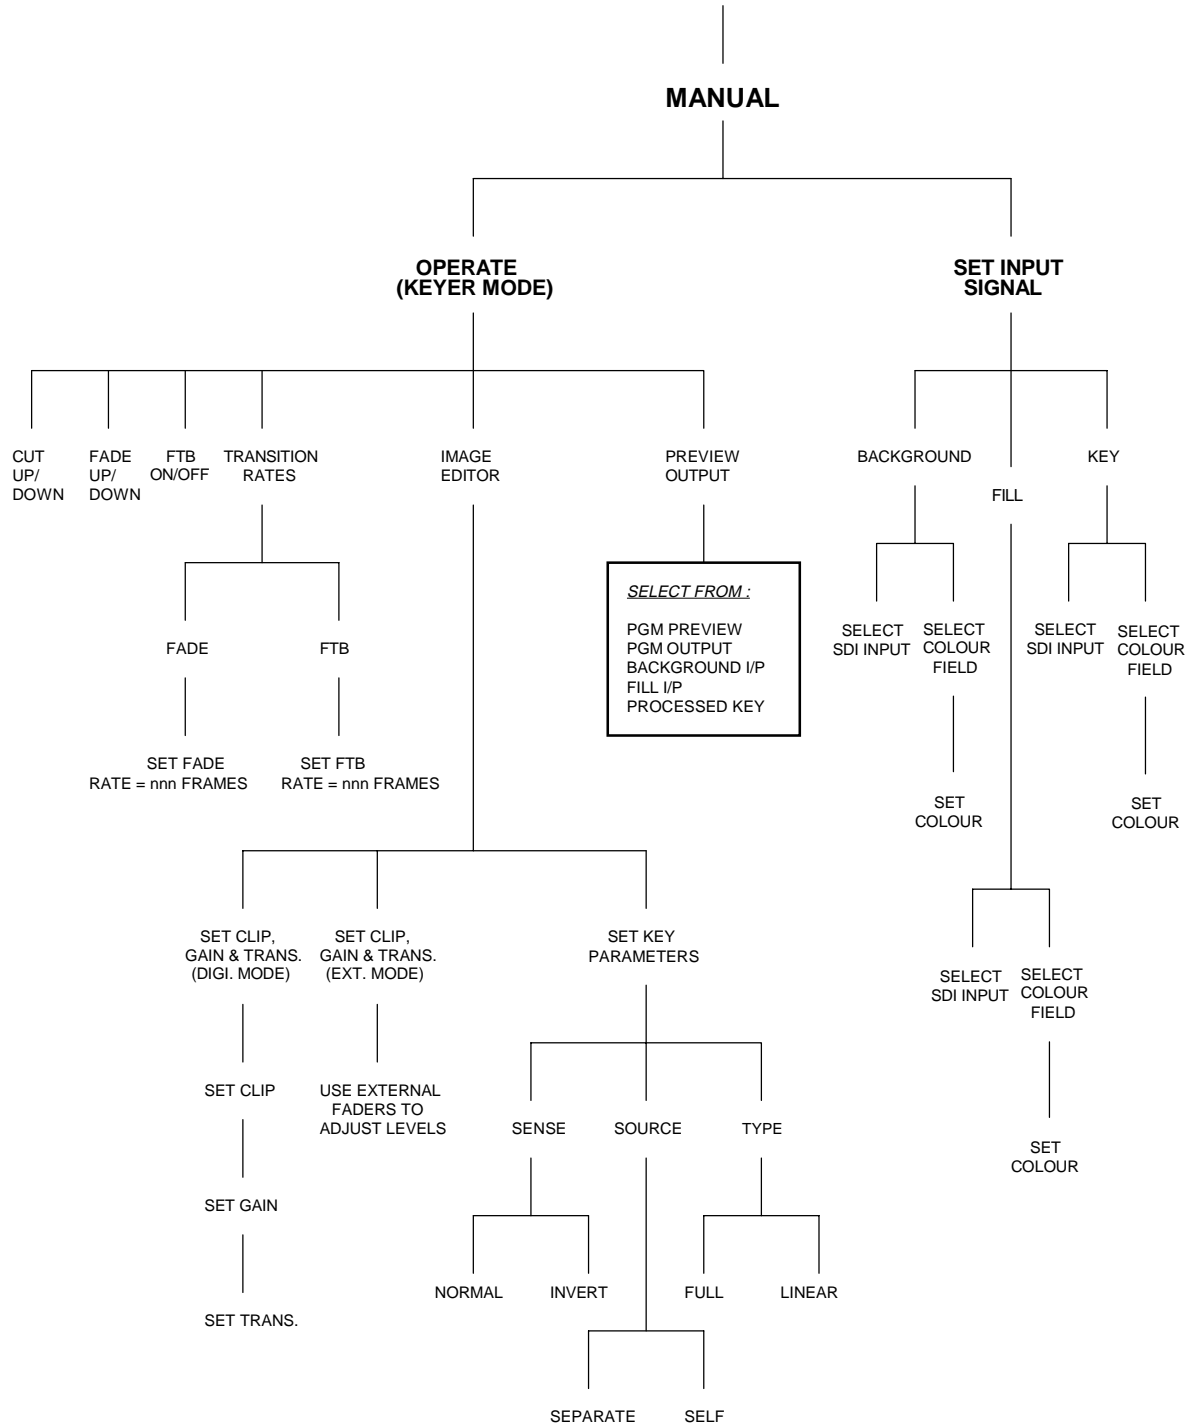 MANUAL
OPERATE
(KEYER MODE)
SET INPUT
SIGNAL
CUT
UP/
DOWN
FADE
UP/
DOWN
FTB
ON/OFF
TRANSITION
RATES
IMAGE
EDITOR
PREVIEW
OUTPUT
BACKGROUND
FILL
KEY
FADE
FTB
SELECT FROM :
PGM PREVIEW
PGM OUTPUT
BACKGROUND I/P
FILL I/P
PROCESSED KEY
SELECT
SDI INPUT
SELECT
COLOUR
FIELD
SELECT
SDI INPUT
SELECT
COLOUR
FIELD
SET FADE
RATE = nnn FRAMES
SET FTB
RATE = nnn FRAMES
SET
COLOUR
SET
COLOUR
SET CLIP,
GAIN & TRANS.
(DIGI. MODE)
SET CLIP,
GAIN & TRANS.
(EXT. MODE)
SET KEY
PARAMETERS
SELECT
SDI INPUT
SELECT
COLOUR
FIELD
SET CLIP
USE EXTERNAL
FADERS TO
ADJUST LEVELS
SENSE
SOURCE
TYPE
SET
COLOUR
SET GAIN
NORMAL
INVERT
FULL
LINEAR
SET TRANS.
SEPARATE
SELF